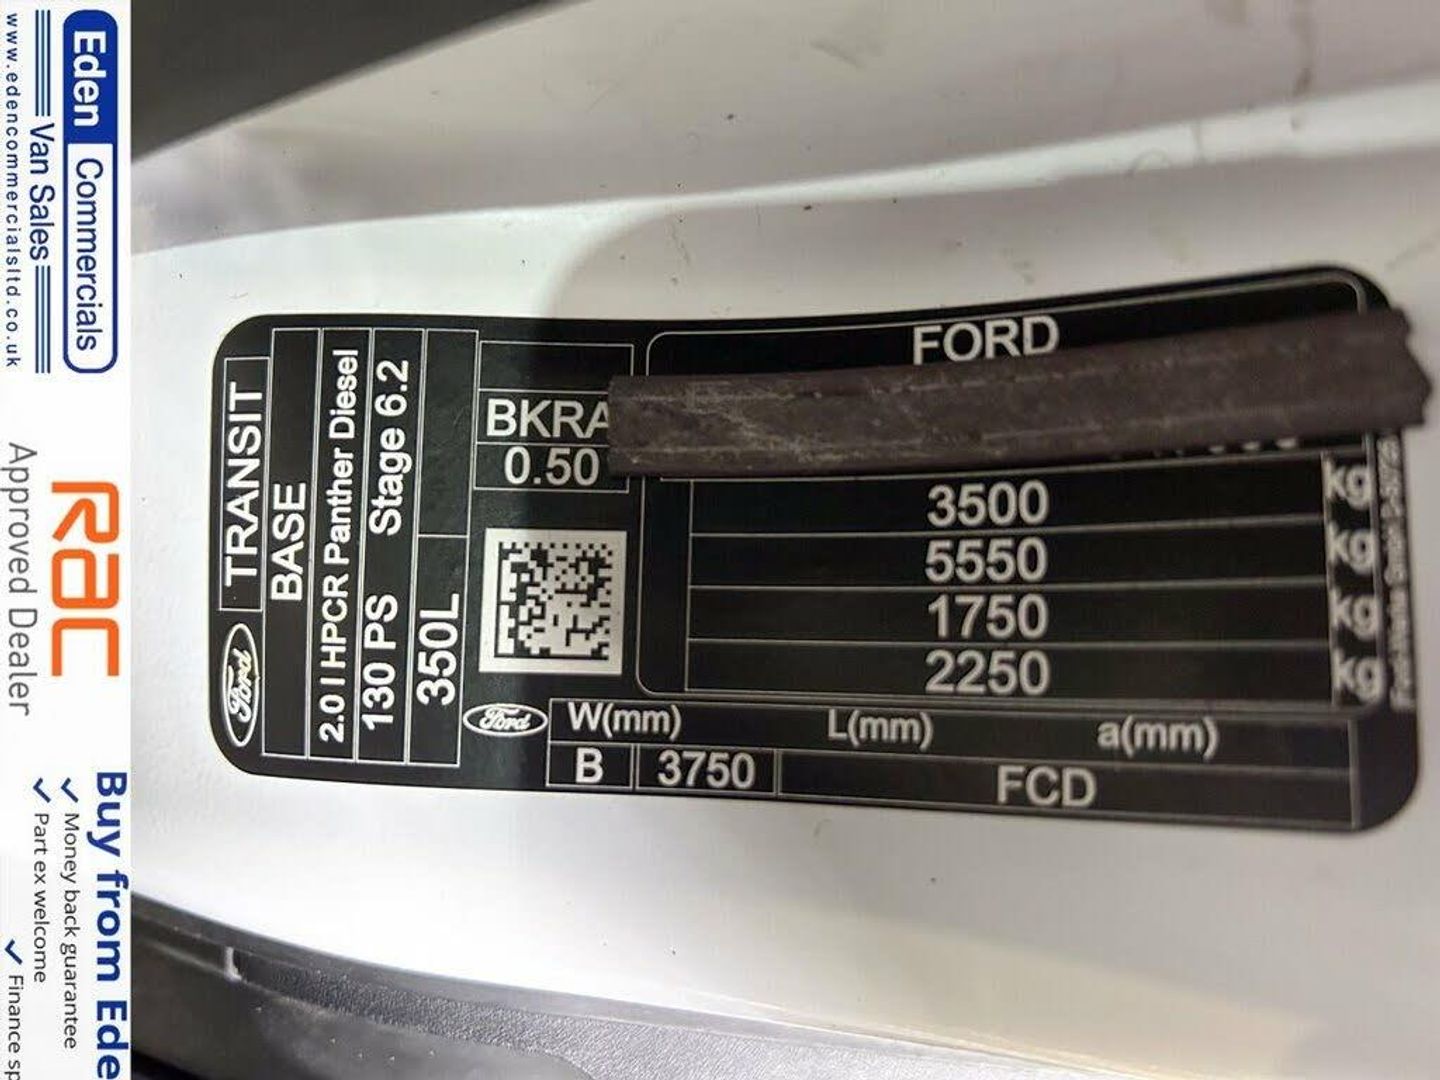 Eden Commercials
Van Sales
www.edencommercialsltd.co.uk
RAC
Approved Dealer
Buy from Ede
✓ Money back guarantee
✓ Part ex welcome
✓ Finance sp
Ford
TRANSIT
BASE
2.0 l HPCR Panther Diesel
130 PS Stage 6.2
350L
BKRA
0.50
FORD
3500 kg
5550 kg
1750 kg
2250 kg
Ford
W(mm) L(mm) a(mm)
B 3750 FCD